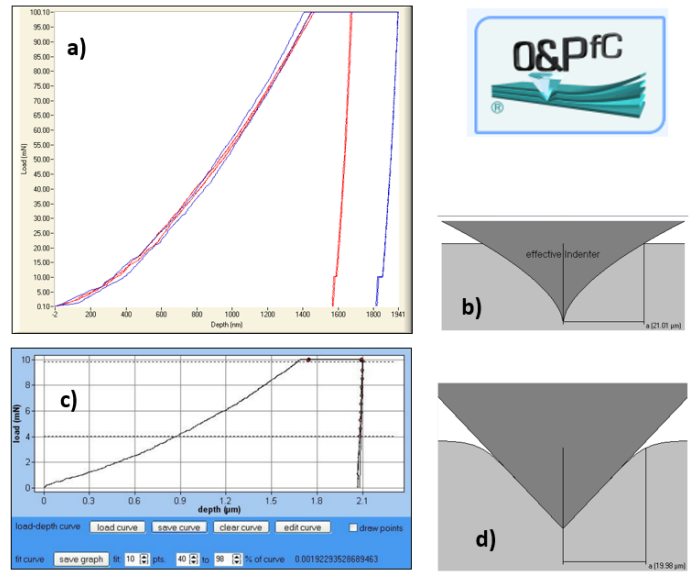 a)
100.10
95.00
90.00
85.00
80.00
75.00
70.00
65.00
60.00
55.00
50.00
45.00
40.00
35.00
30.00
25.00
20.00
15.00
10.00
5.00
0.10
Load (mN)
-2 200 400 600 800 1000 1200 1400 1600 1800 1941
Depth (nm)
O&PfC
®
effective Indenter
b)
a (21.01 µm)
c)
10
8
6
4
2
0
load (mN)
0 0.3 0.6 0.9 1.2 1.5 1.8 2.1
depth (µm)
load-depth curve load curve save curve clear curve edit curve draw points
fit curve save graph fit: 10 pts. 40 to 98 % of curve 0.00192293528689463
d)
a (19.98 µm)